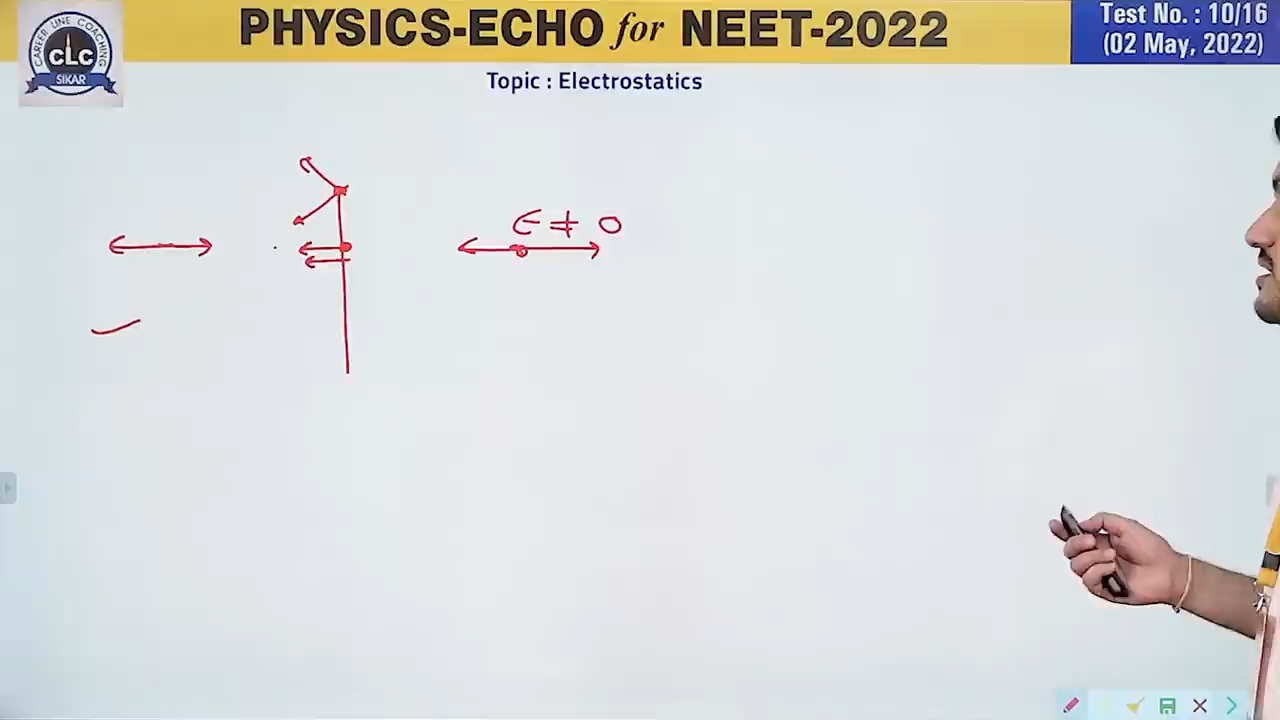 PHYSICS-ECHO for NEET-2022
Test No. : 10/16
(02 May, 2022)
CAREER LINE COACHING
CLC
SIKAR
Topic : Electrostatics
E ≠ 0